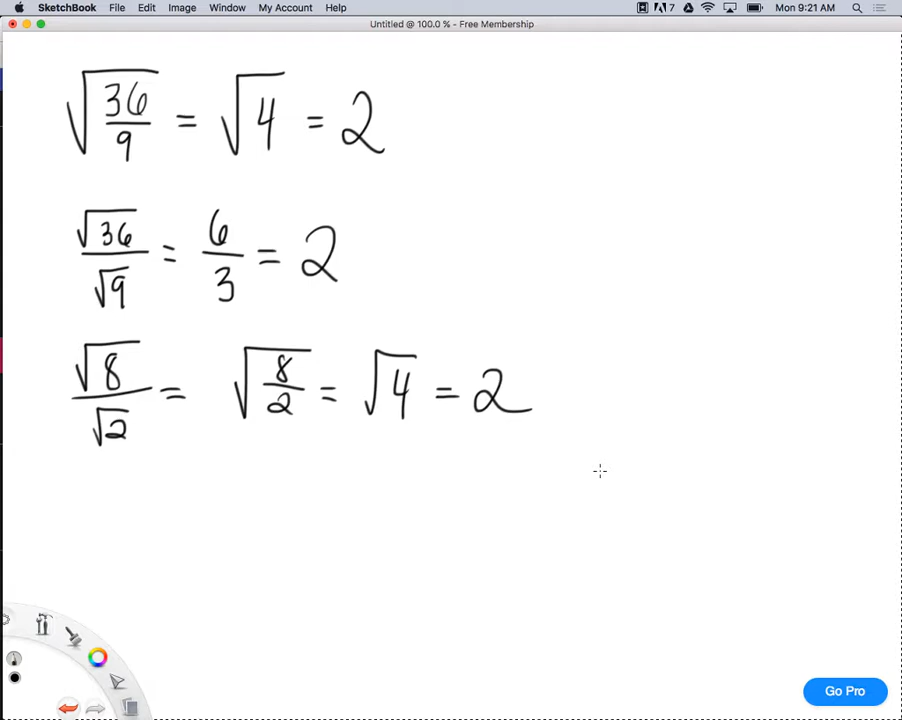 SketchBook File Edit Image Window My Account Help 7 Mon 9:21 AM
Untitled @ 100.0 % - Free Membership
√(36/9) = √4 = 2
√36/√9 = 6/3 = 2
√8/√2 = √(8/2) = √4 = 2
Go Pro